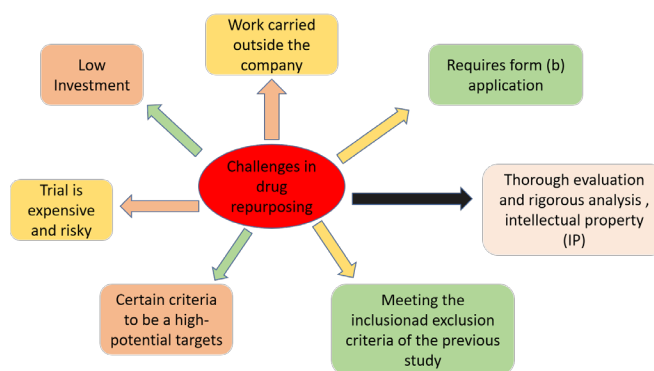 Work carried
outside the
company
Low
Investment
Requires form (b)
application
Challenges in
drug
repurposing
Thorough evaluation
and rigorous analysis ,
intellectual property
(IP)
Trial is
expensive
and risky
Certain criteria
to be a high-
potential targets
Meeting the
inclusionad exclusion
criteria of the previous
study